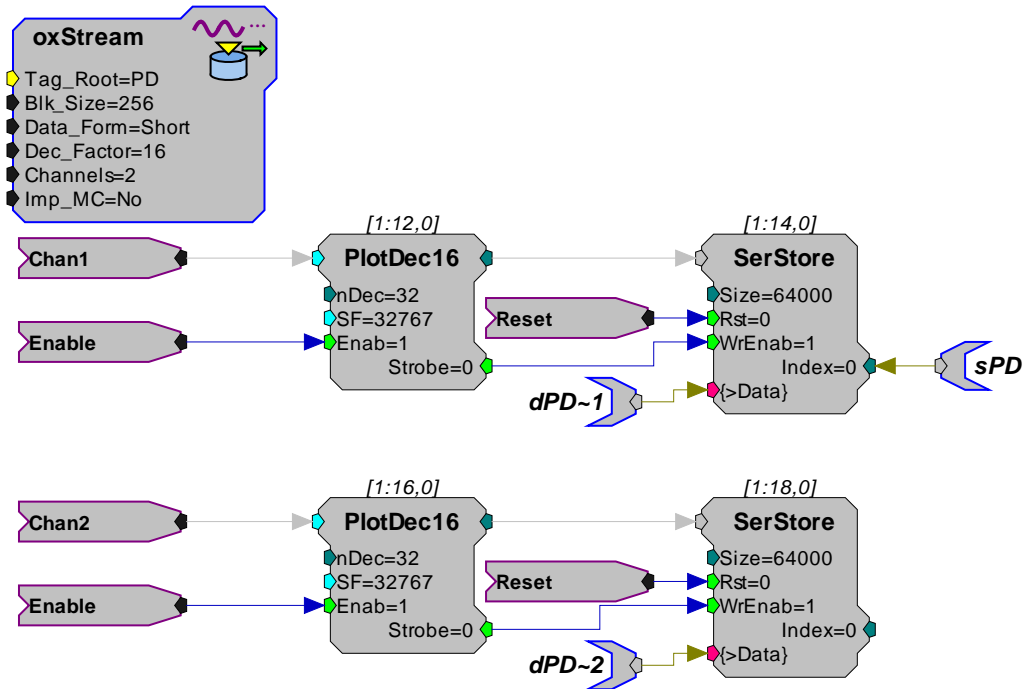 oxStream
Tag_Root=PD
Blk_Size=256
Data_Form=Short
Dec_Factor=16
Channels=2
Imp_MC=No
[1:12,0]
[1:14,0]
Chan1
PlotDec16
SerStore
nDec=32
Size=64000
SF=32767
Reset
Rst=0
Enable
Enab=1
WrEnab=1
Strobe=0
Index=0
sPD
dPD~1
{>Data}
[1:16,0]
[1:18,0]
Chan2
PlotDec16
SerStore
nDec=32
Size=64000
SF=32767
Reset
Rst=0
Enable
Enab=1
WrEnab=1
Strobe=0
Index=0
dPD~2
{>Data}